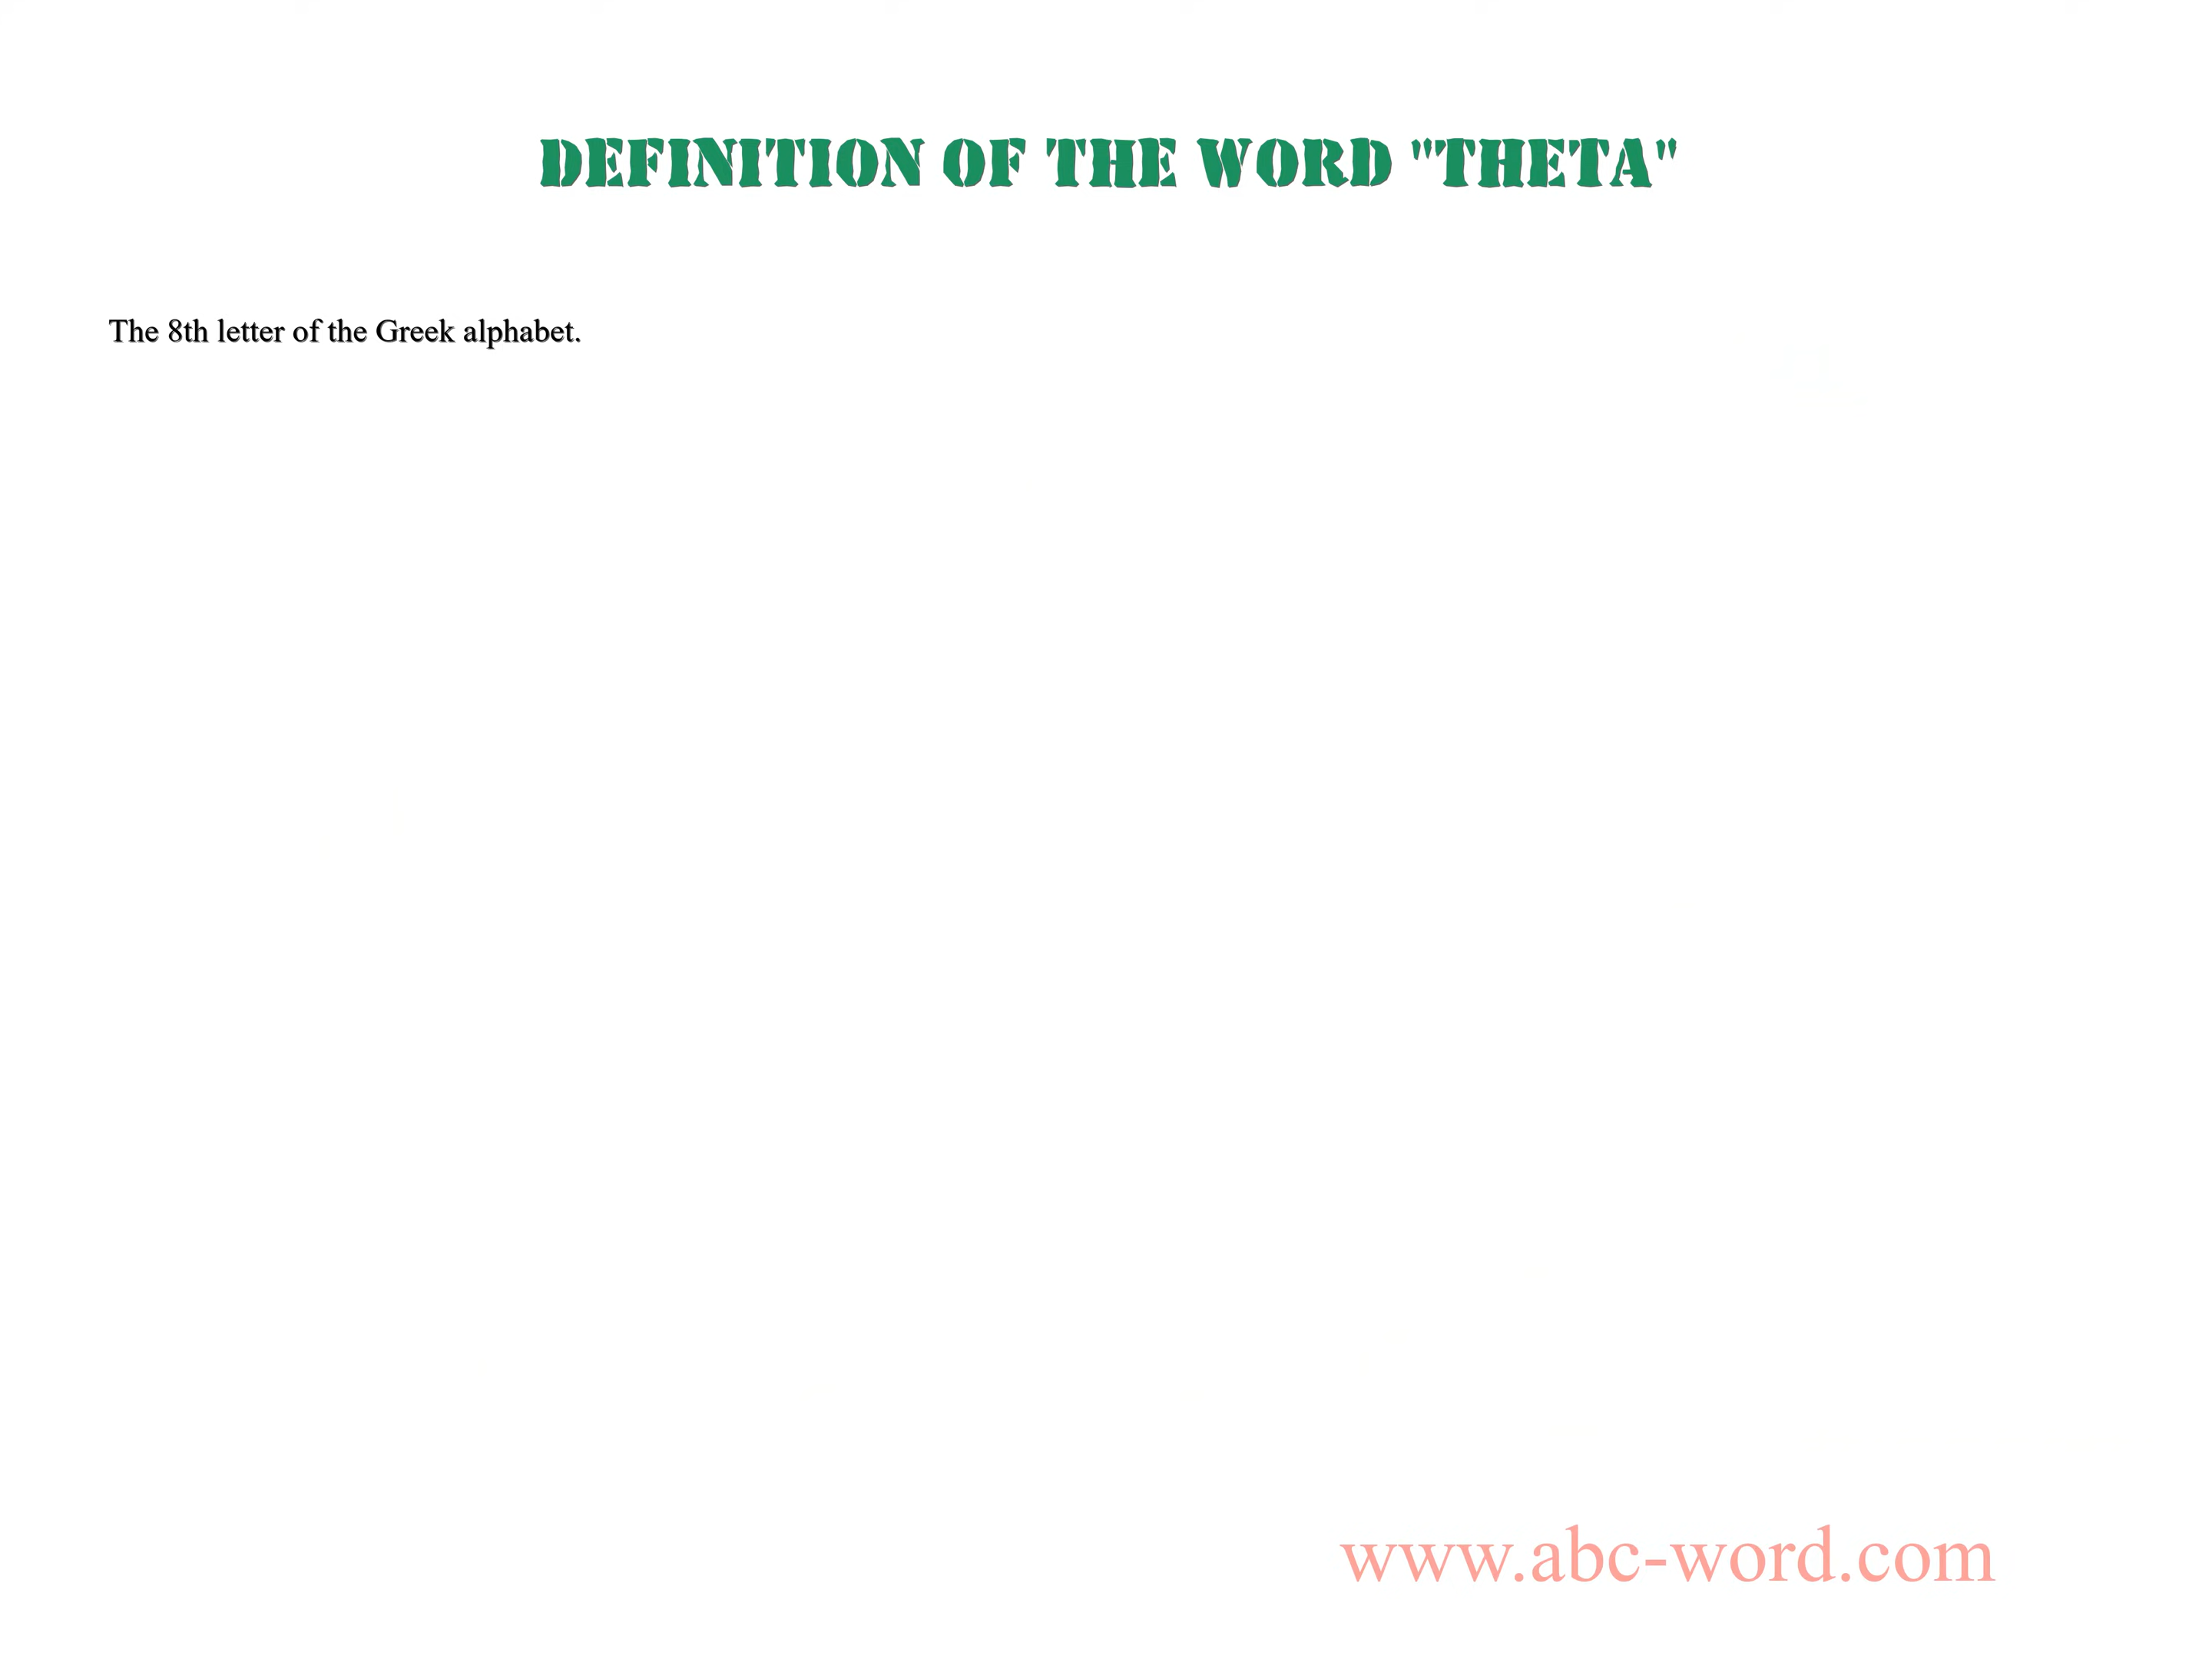 DEFINITION OF THE WORD "THETA"
The 8th letter of the Greek alphabet.
www.abc-word.com